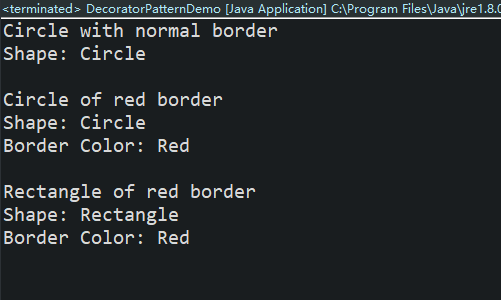 <terminated> DecoratorPatternDemo [Java Application] C:\Program Files\Java\jre1.8.0
Circle with normal border
Shape: Circle
Circle of red border
Shape: Circle
Border Color: Red
Rectangle of red border
Shape: Rectangle
Border Color: Red